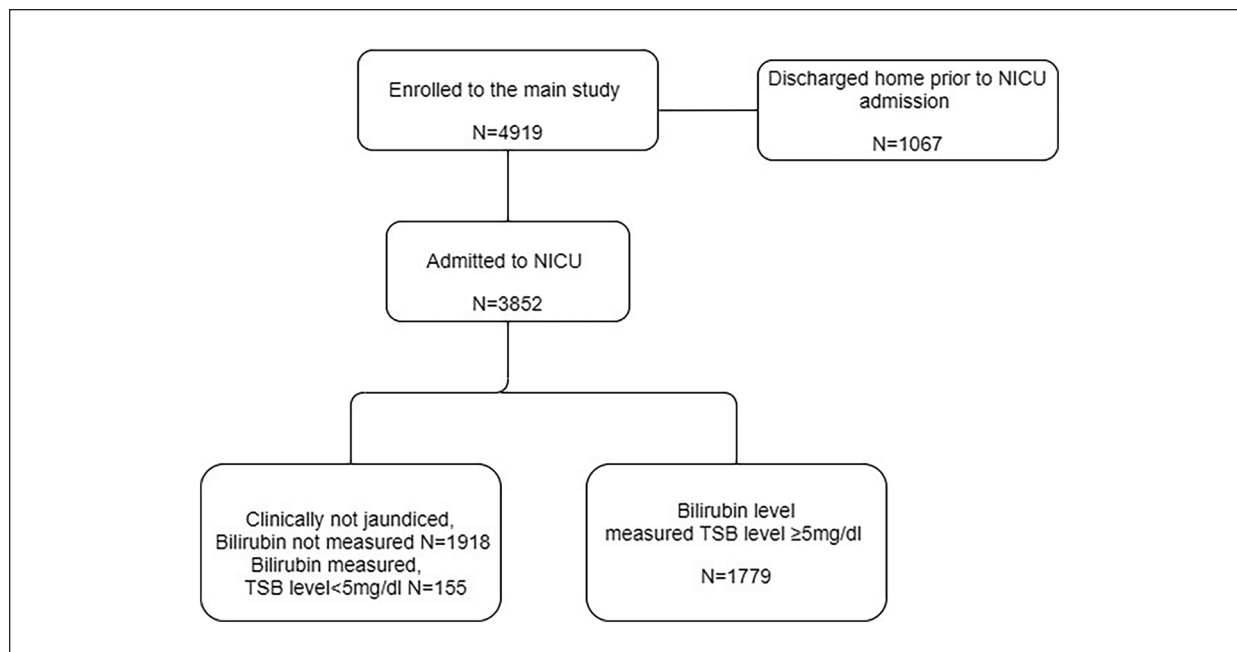 Enrolled to the main study
N=4919
Discharged home prior to NICU
admission
N=1067
Admitted to NICU
N=3852
Clinically not jaundiced,
Bilirubin not measured N=1918
Bilirubin measured,
TSB level<5mg/dl N=155
Bilirubin level
measured TSB level ≥5mg/dl
N=1779